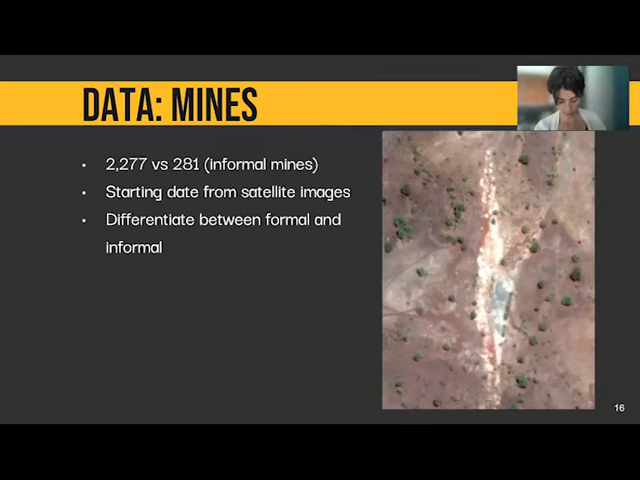 DATA: MINES
• 2,277 vs 281 (informal mines)
• Starting date from satellite images
• Differentiate between formal and
informal
16